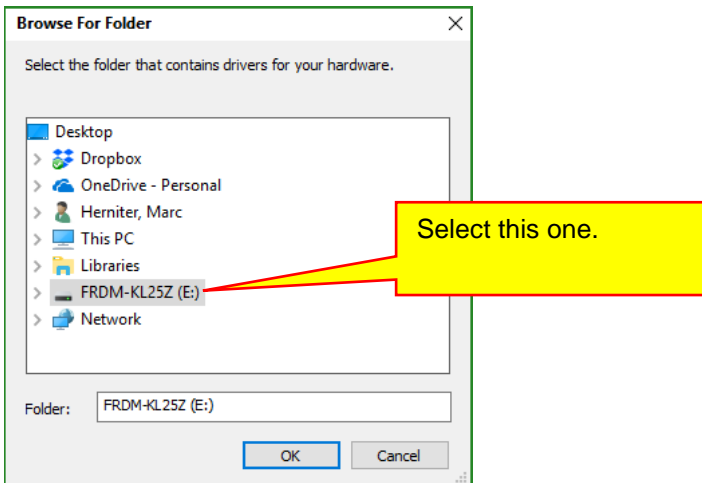 Browse For Folder
Select the folder that contains drivers for your hardware.
Desktop
Dropbox
OneDrive - Personal
Herniter, Marc
This PC
Libraries
FRDM-KL25Z (E:)
Network
Select this one.
Folder: FRDM-KL25Z (E:)
OK Cancel